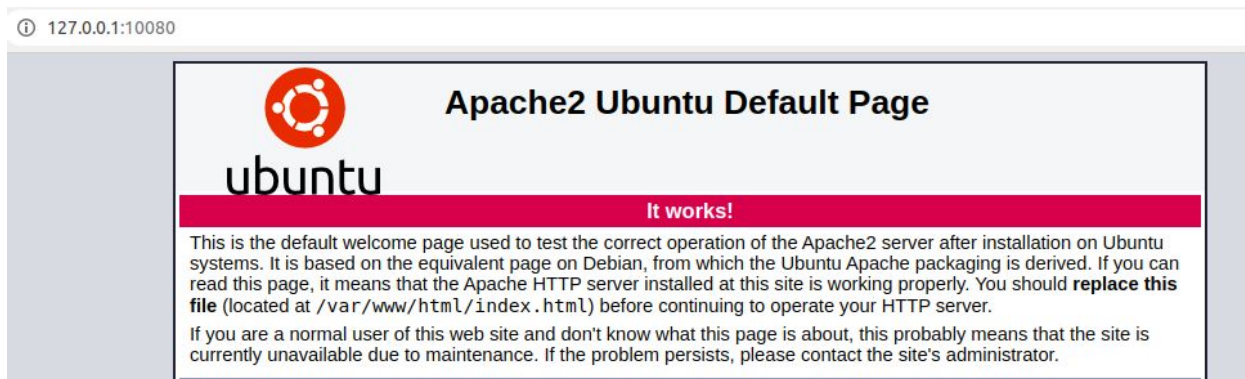 127.0.0.1:10080
Apache2 Ubuntu Default Page
ubuntu
It works!
This is the default welcome page used to test the correct operation of the Apache2 server after installation on Ubuntu
systems. It is based on the equivalent page on Debian, from which the Ubuntu Apache packaging is derived. If you can
read this page, it means that the Apache HTTP server installed at this site is working properly. You should replace this
file (located at /var/www/html/index.html) before continuing to operate your HTTP server.
If you are a normal user of this web site and don't know what this page is about, this probably means that the site is
currently unavailable due to maintenance. If the problem persists, please contact the site's administrator.